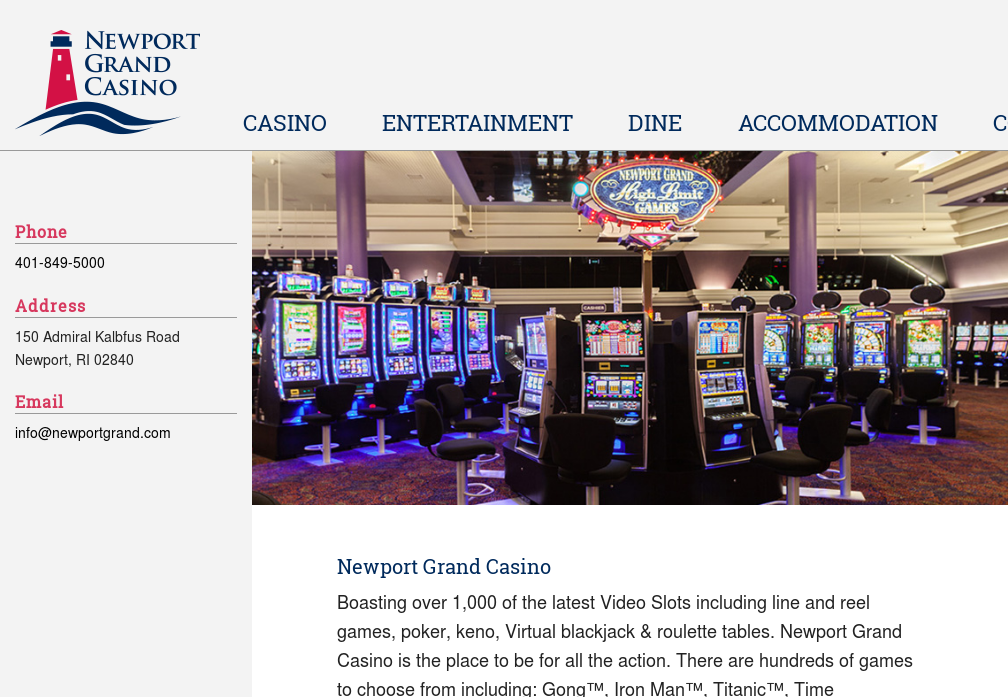 NEWPORT
GRAND
CASINO
CASINO
ENTERTAINMENT
DINE
ACCOMMODATION
C
Phone
401-849-5000
Address
150 Admiral Kalbfus Road
Newport, RI 02840
Email
info@newportgrand.com
NEWPORT GRAND
High Limit
GAMES
CASHIER
Newport Grand Casino
Boasting over 1,000 of the latest Video Slots including line and reel
games, poker, keno, Virtual blackjack & roulette tables. Newport Grand
Casino is the place to be for all the action. There are hundreds of games
to choose from including: Gong™, Iron Man™, Titanic™, Time